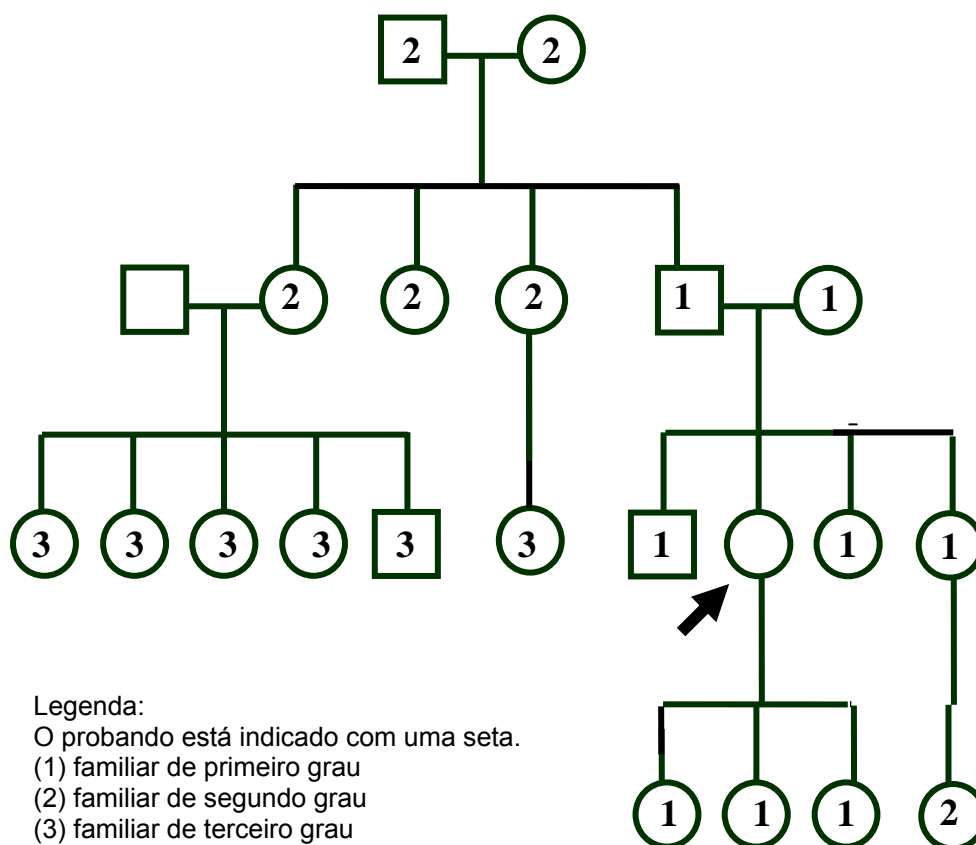 2 2
2 2 2 1 1
3 3 3 3 3 3 1 1 1
Legenda:
O probando está indicado com uma seta.
(1) familiar de primeiro grau
(2) familiar de segundo grau
(3) familiar de terceiro grau
1 1 1 2